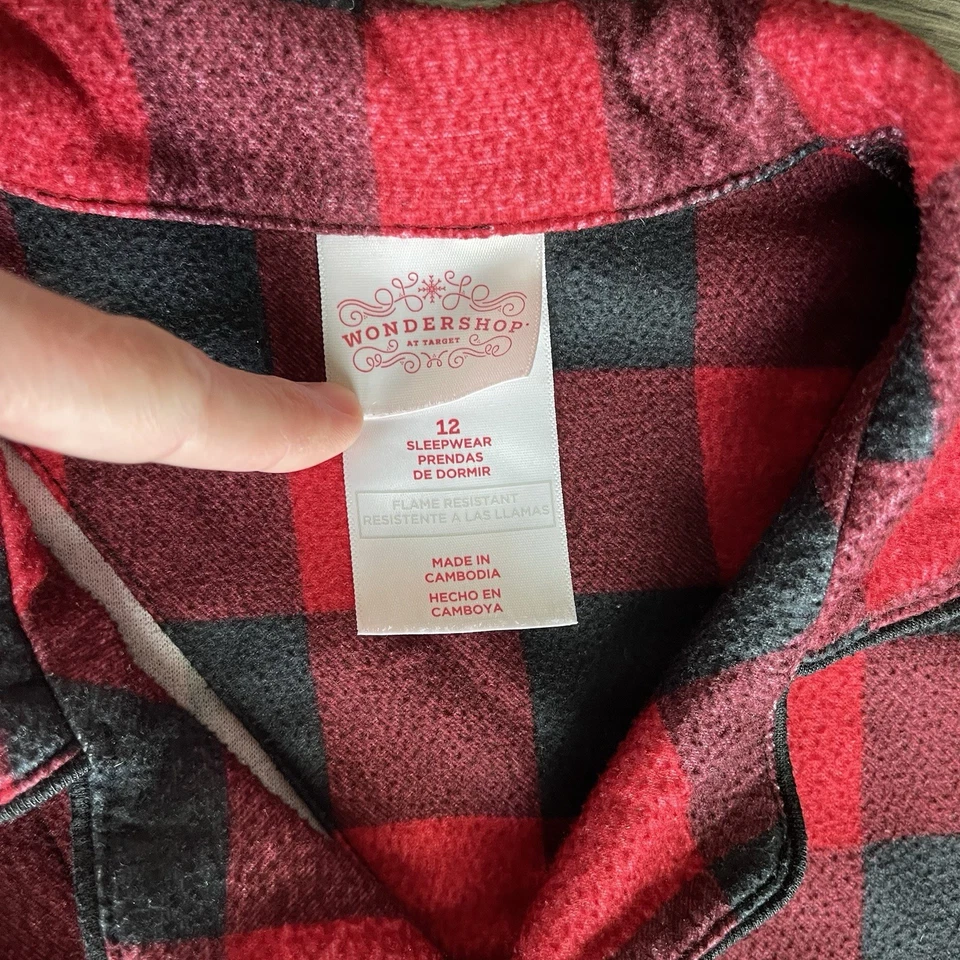 WONDERSHOP
AT TARGET
12
SLEEPWEAR
PRENDAS
DE DORMIR
FLAME RESISTANT
RESISTENTE A LAS LLAMAS
MADE IN
CAMBODIA
HECHO EN
CAMBOYA